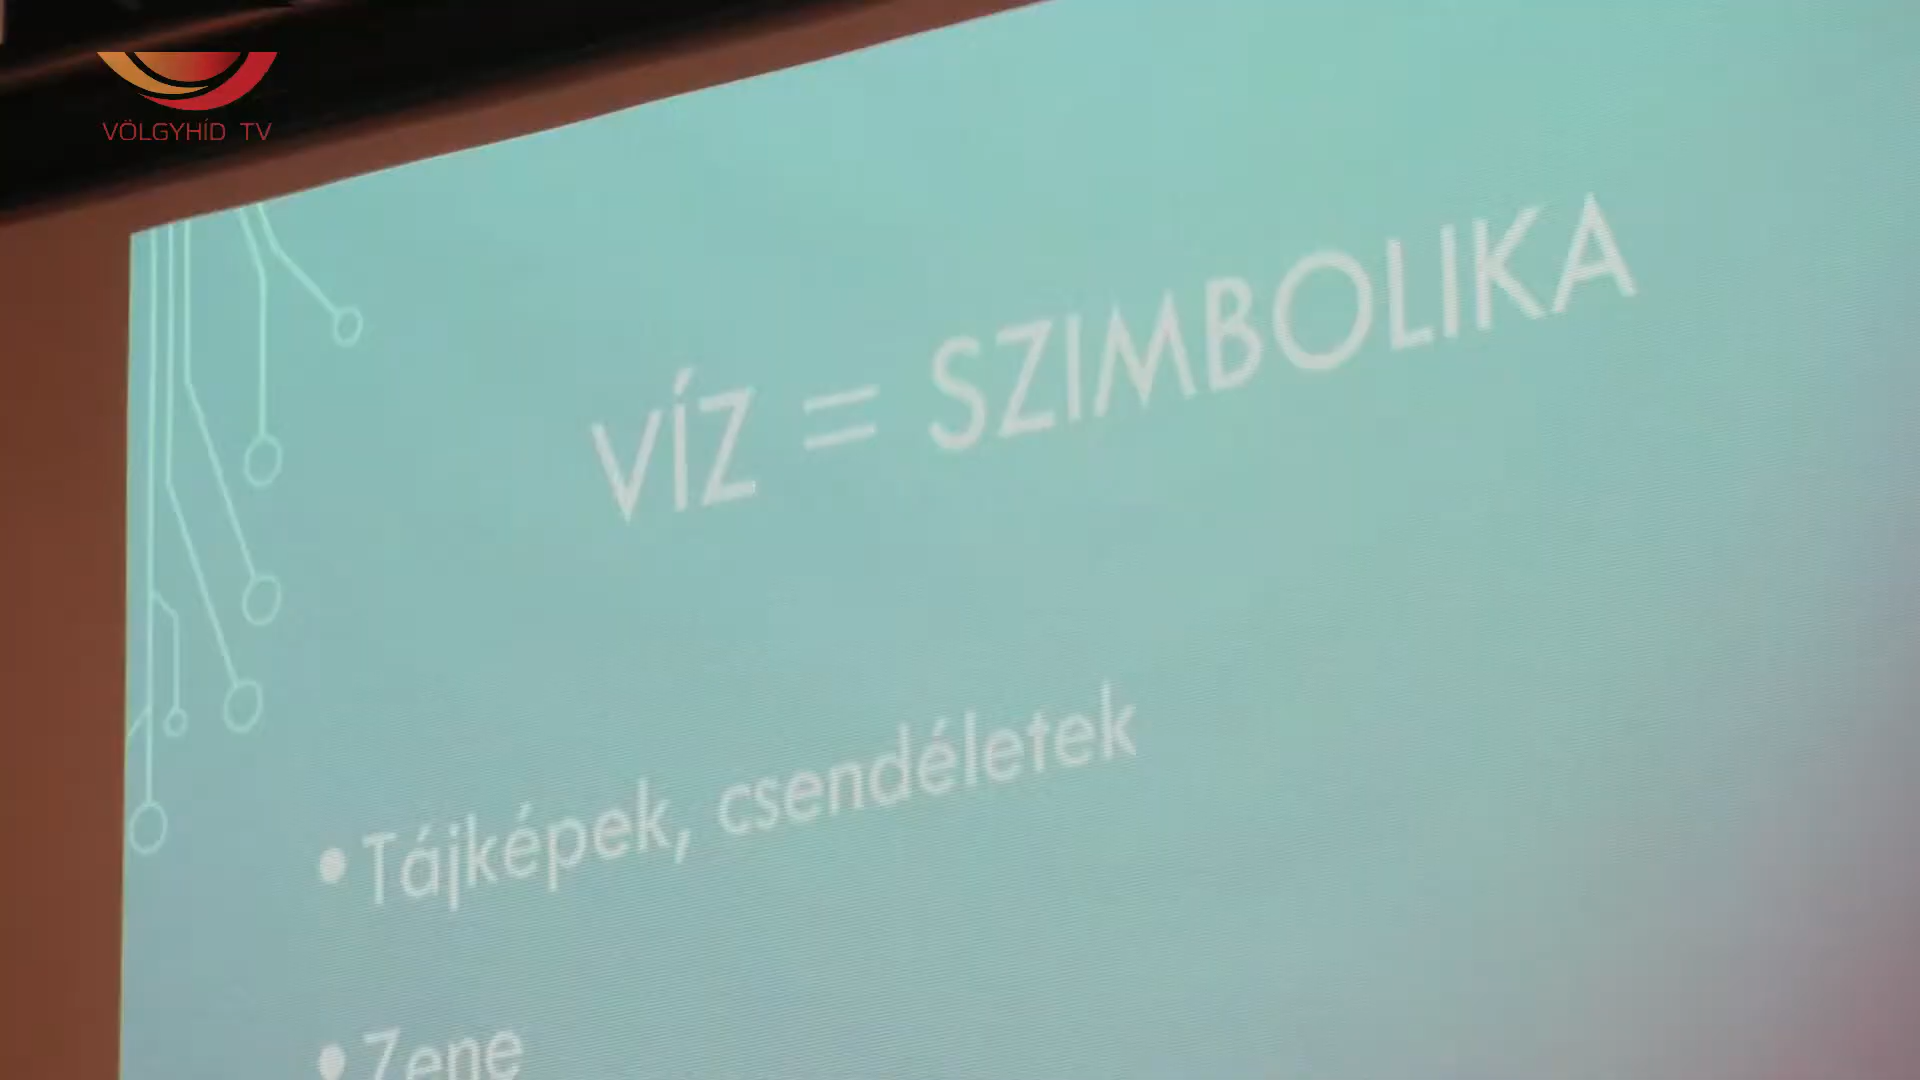 VÖLGYHÍD TV
VÍZ = SZIMBOLIKA
• Tájképek, csendéletek
• Zene